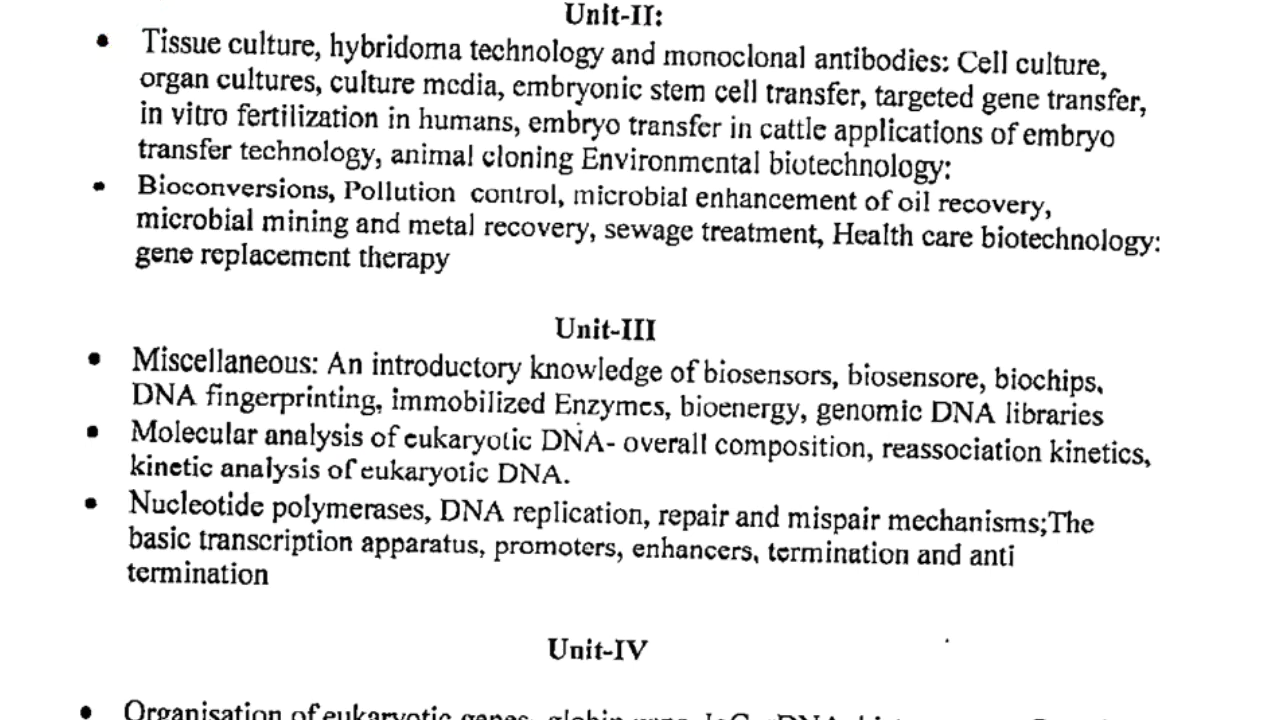 Unit-II:
• Tissue culture, hybridoma technology and monoclonal antibodies: Cell culture,
organ cultures, culture media, embryonic stem cell transfer, targeted gene transfer,
in vitro fertilization in humans, embryo transfer in cattle applications of embryo
transfer technology, animal cloning Environmental biotechnology:
• Bioconversions, Pollution control, microbial enhancement of oil recovery,
microbial mining and metal recovery, sewage treatment, Health care biotechnology:
gene replacement therapy
Unit-III
• Miscellaneous: An introductory knowledge of biosensors, biosensore, biochips,
DNA fingerprinting, immobilized Enzymes, bioenergy, genomic DNA libraries
• Molecular analysis of eukaryotic DNA- overall composition, reassociation kinetics,
kinetic analysis of eukaryotic DNA.
• Nucleotide polymerases, DNA replication, repair and mispair mechanisms;The
basic transcription apparatus, promoters, enhancers, termination and anti
termination
Unit-IV
• Organisation of eukaryotic genes, globin